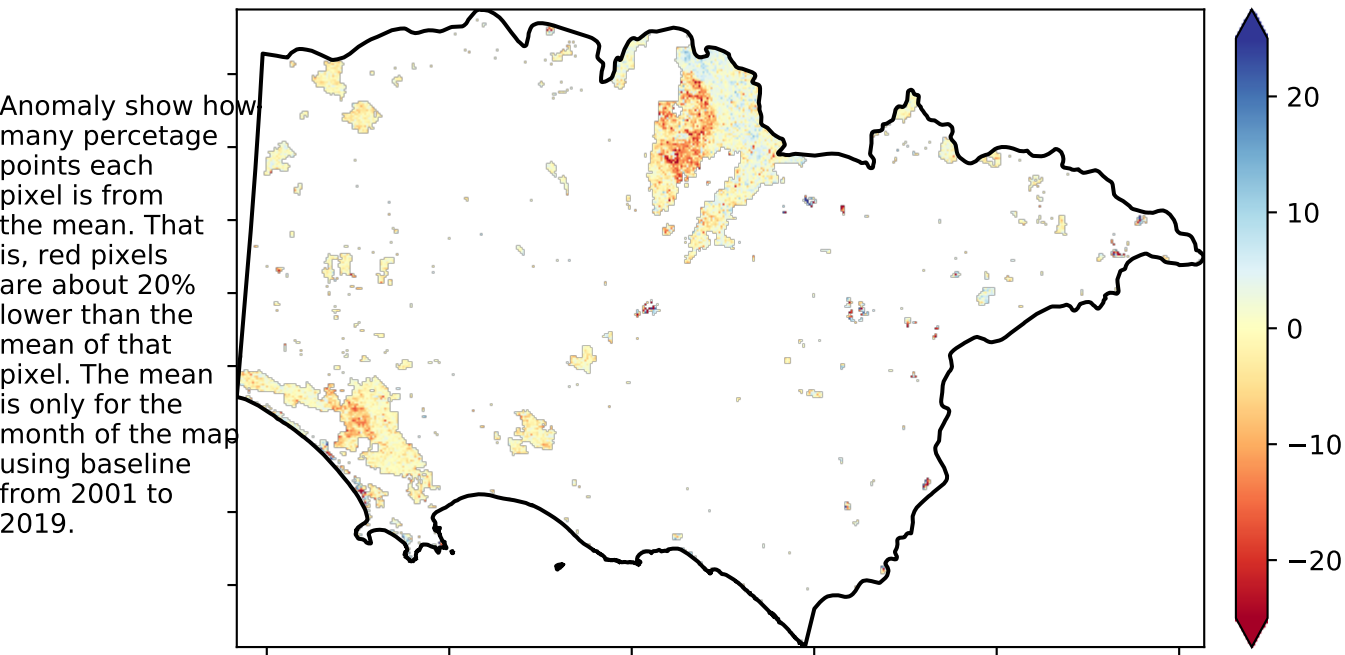 Anomaly show how
many percetage
points each
pixel is from
the mean. That
is, red pixels
are about 20%
lower than the
mean of that
pixel. The mean
is only for the
month of the map
using baseline
from 2001 to
2019.
20
10
0
−10
−20